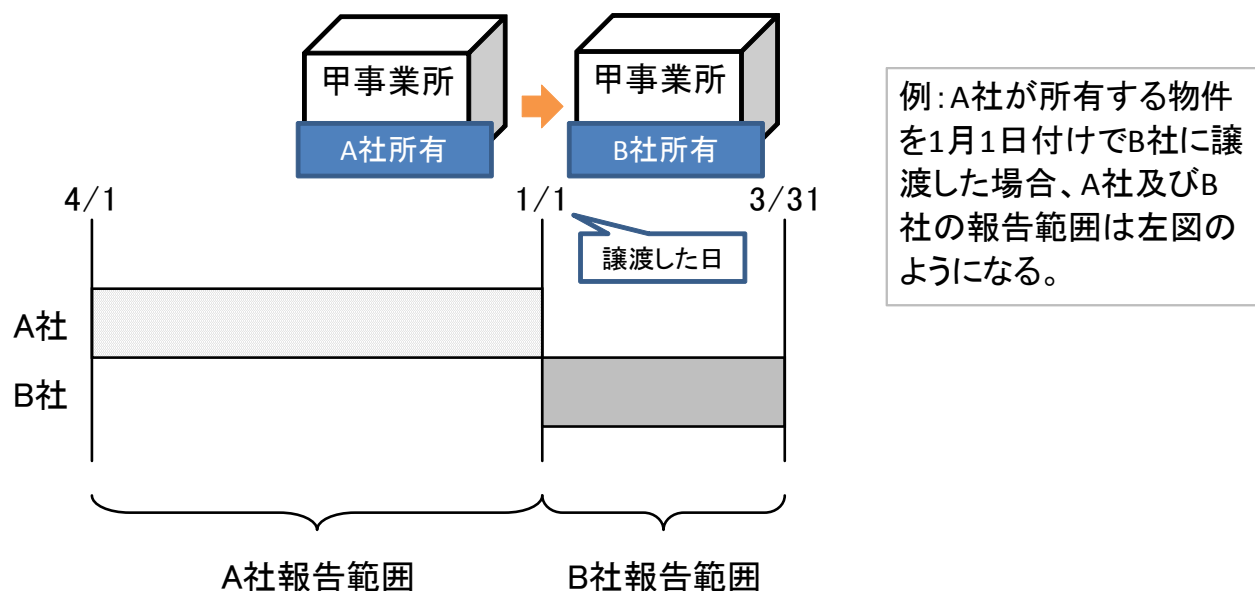 甲事業所
甲事業所
A社所有
B社所有
例：A社が所有する物件
を1月1日付けでB社に譲
渡した場合、A社及びB
社の報告範囲は左図の
ようになる。
4/1
1/1
3/31
譲渡した日
A社
B社
A社報告範囲
B社報告範囲